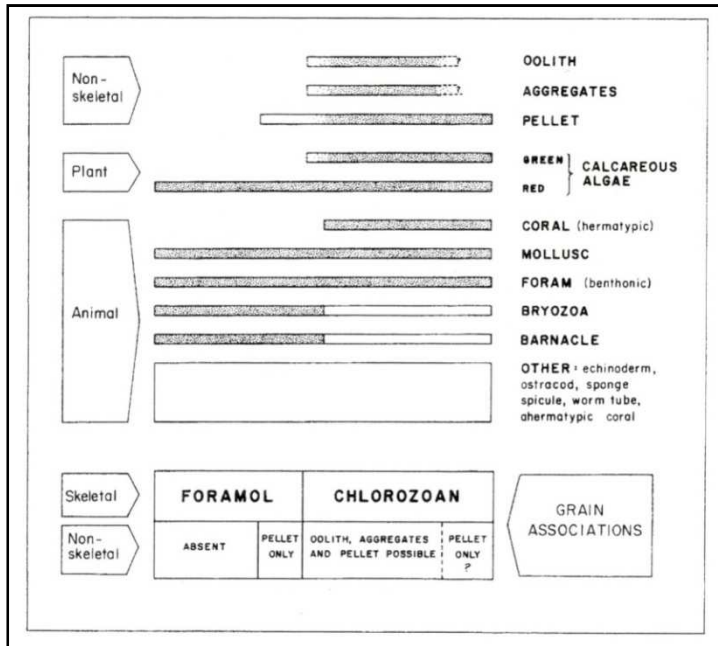 Non-
skeletal
OOLITH
?
AGGREGATES
?
PELLET
Plant
GREEN
RED
CALCAREOUS
ALGAE
Animal
CORAL (hermatypic)
MOLLUSC
FORAM (benthonic)
BRYOZOA
BARNACLE
OTHER : echinoderm,
ostracod, sponge
spicule, worm tube,
ahermatypic coral
Skeletal
FORAMOL
CHLOROZOAN
Non-
skeletal
ABSENT
PELLET
ONLY
OOLITH, AGGREGATES
AND PELLET POSSIBLE
PELLET
ONLY
?
GRAIN
ASSOCIATIONS